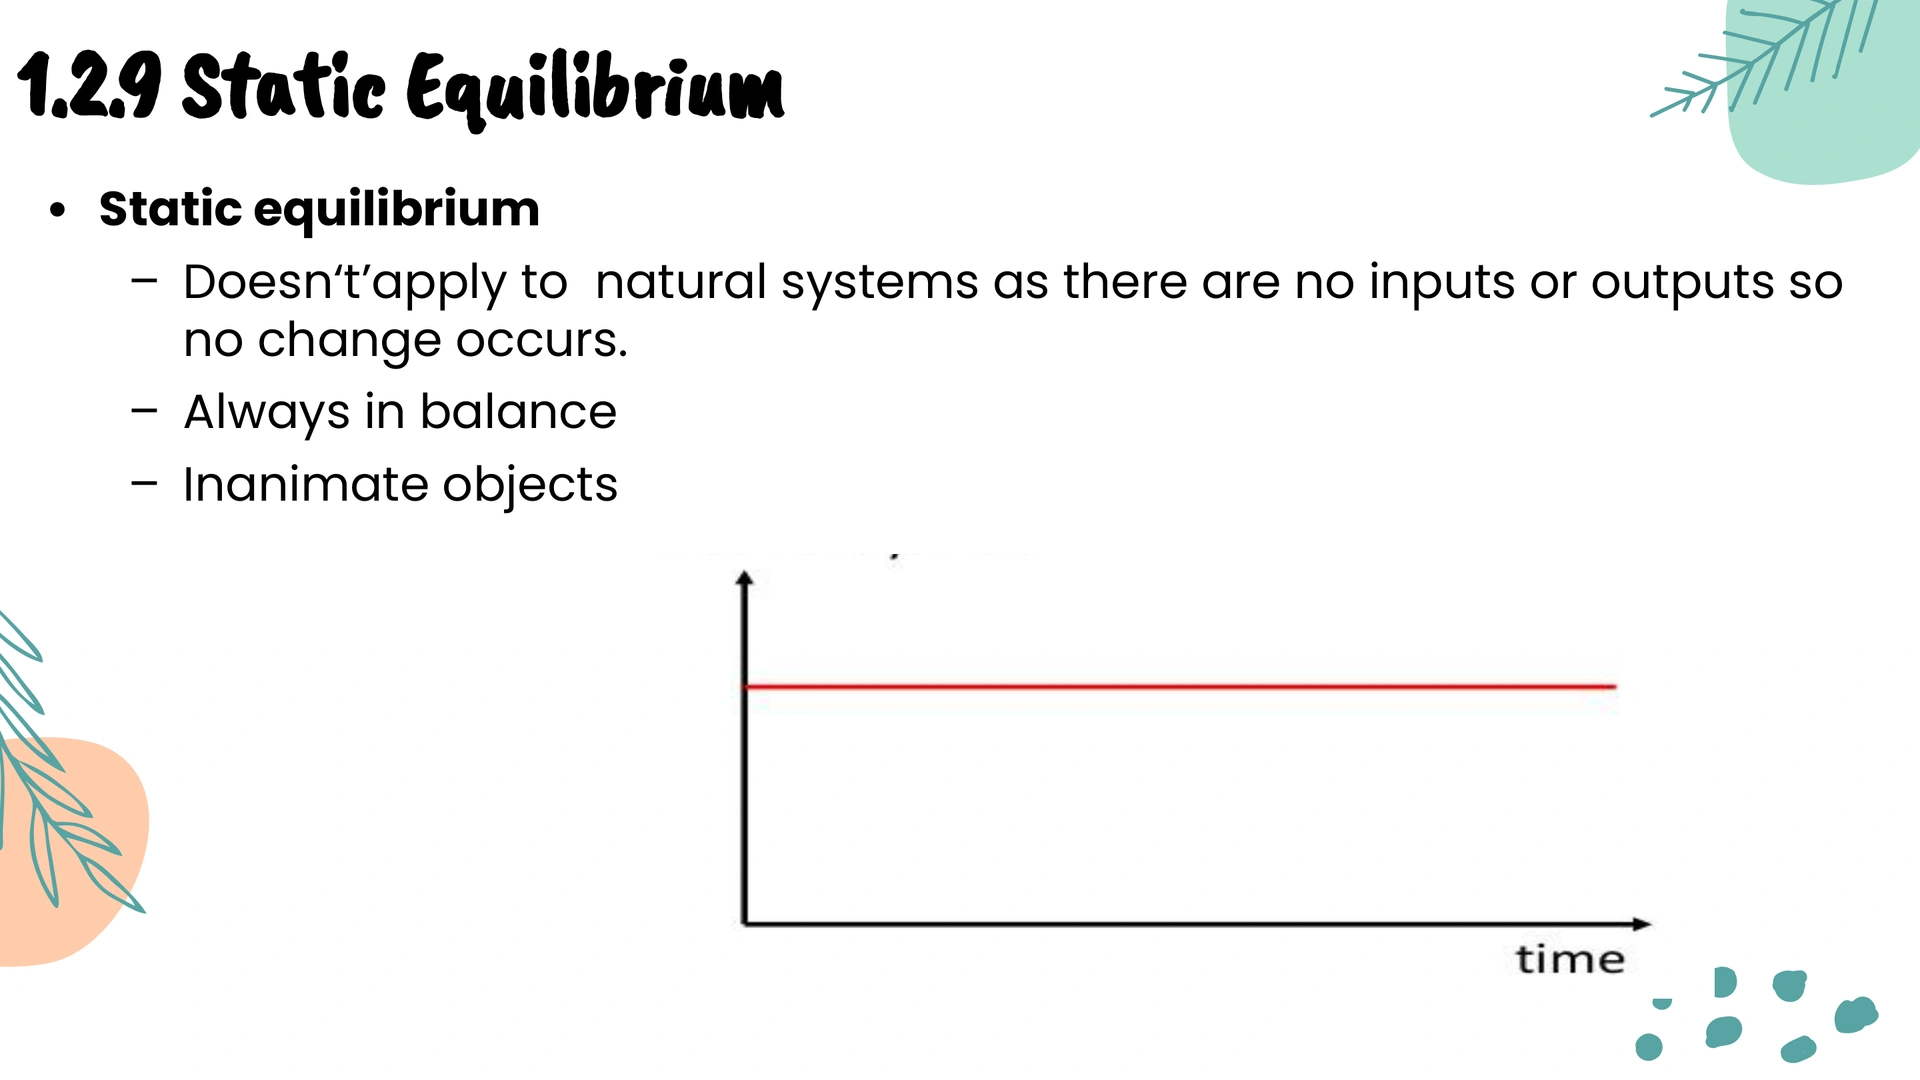 1.2.9 Static Equilibrium
• Static equilibrium
– Doesn‘t’apply to  natural systems as there are no inputs or outputs so
no change occurs.
– Always in balance
– Inanimate objects
time